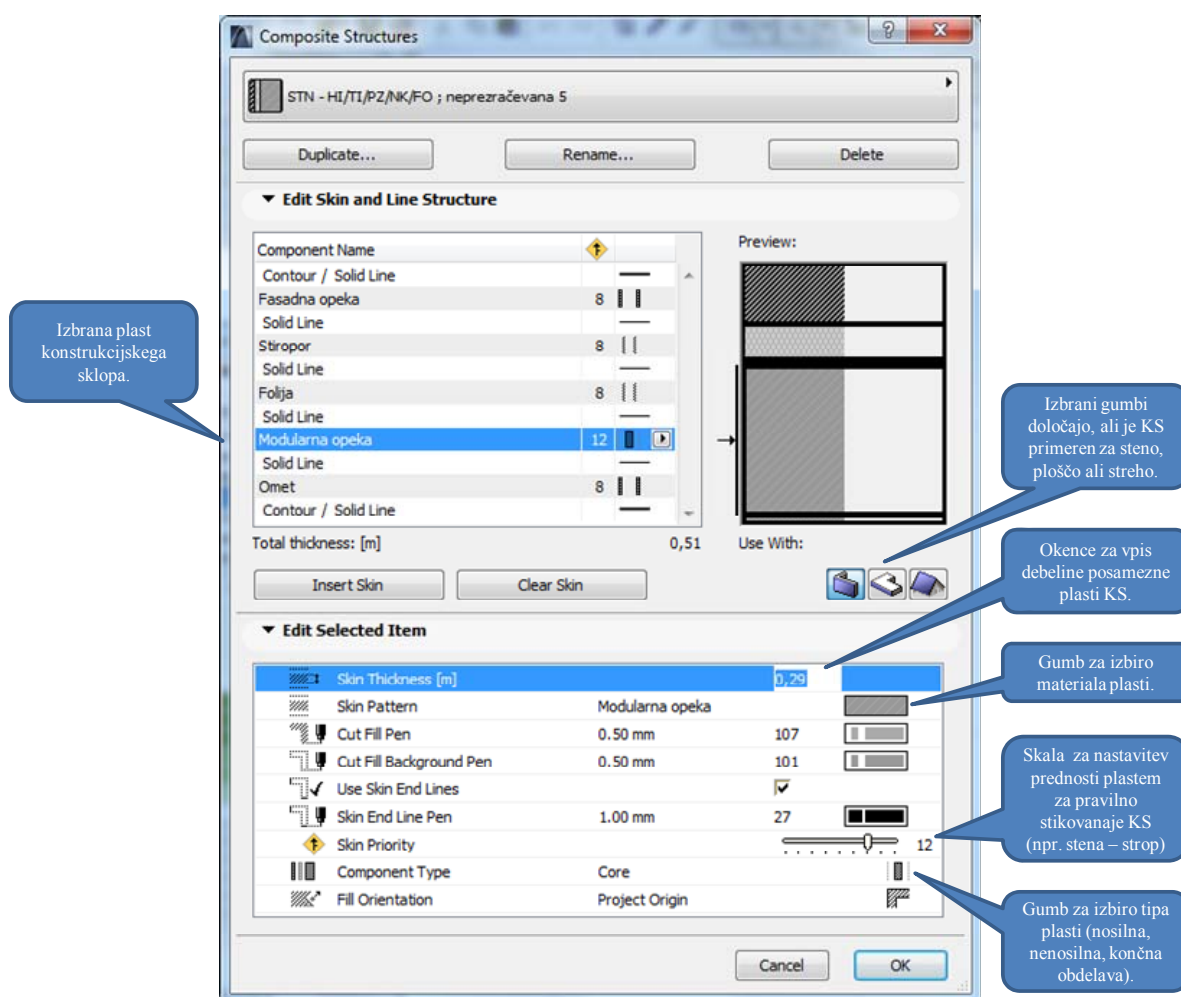 Composite Structures
STN - HI/TI/PZ/NK/FO ; neprezračevana 5
Duplicate...
Rename...
Delete
Edit Skin and Line Structure
Component Name
Contour / Solid Line
Fasadna opeka 8
Solid Line
Stiropor 8
Solid Line
Folija 8
Solid Line
Modularna opeka 12
Solid Line
Omet 8
Contour / Solid Line
Total thickness: [m] 0,51
Preview:
Use With:
Insert Skin
Clear Skin
Edit Selected Item
Skin Thickness [m] 0,29
Skin Pattern Modularna opeka
Cut Fill Pen 0.50 mm 107
Cut Fill Background Pen 0.50 mm 101
Use Skin End Lines
Skin End Line Pen 1.00 mm 27
Skin Priority 12
Component Type Core
Fill Orientation Project Origin
Cancel
OK
Izbrana plast
konstrukcijskega
sklopa.
Izbrani gumbi
določajo, ali je KS
primeren za steno,
ploščo ali streho.
Okence za vpis
debeline posamezne
plasti KS.
Gumb za izbiro
materiala plasti.
Skala za nastavitev
prednosti plastem
za pravilno
stikovanaje KS
(npr. stena – strop)
Gumb za izbiro tipa
plasti (nosilna,
nenosilna, končna
obdelava).